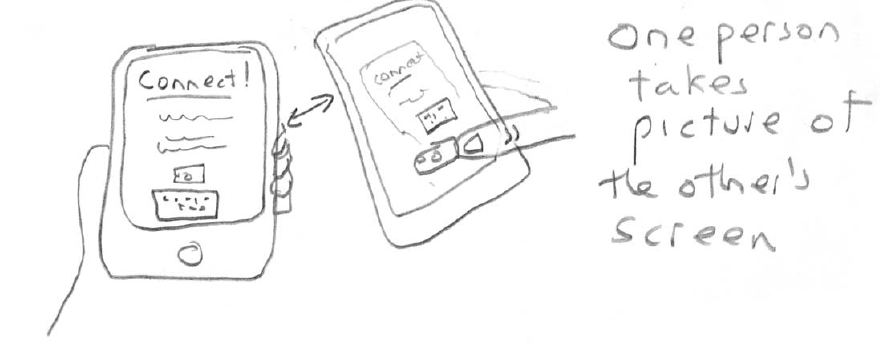 Connect!
Connect
One person
takes
picture of
the other's
screen